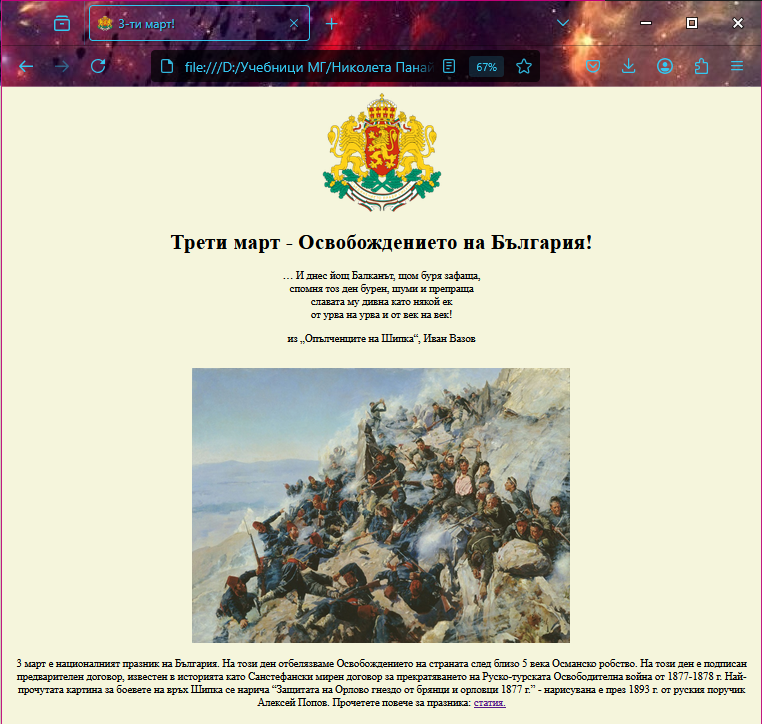 3-ти март!
file:///D:/Учебници МГ/Николета Панай
67%
Трети март - Освобождението на България!
… И днес йощ Балканът, щом буря зафаща,
спомня тоз ден бурен, шуми и препраща
славата му дивна като някой ек
от урва на урва и от век на век!
из „Опълченците на Шипка“, Иван Вазов
3 март е националният празник на България. На този ден отбелязваме Освобождението на страната след близо 5 века Османско робство. На този ден е подписан
предварителен договор, известен в историята като Санстефански мирен договор за прекратяването на Руско-турската Освободителна война от 1877-1878 г. Най-
прочутата картина за боевете на връх Шипка се нарича “Защитата на Орлово гнездо от брянци и орловци 1877 г.” - нарисувана е през 1893 г. от руския поручик
Алексей Попов. Прочетете повече за празника: статия.